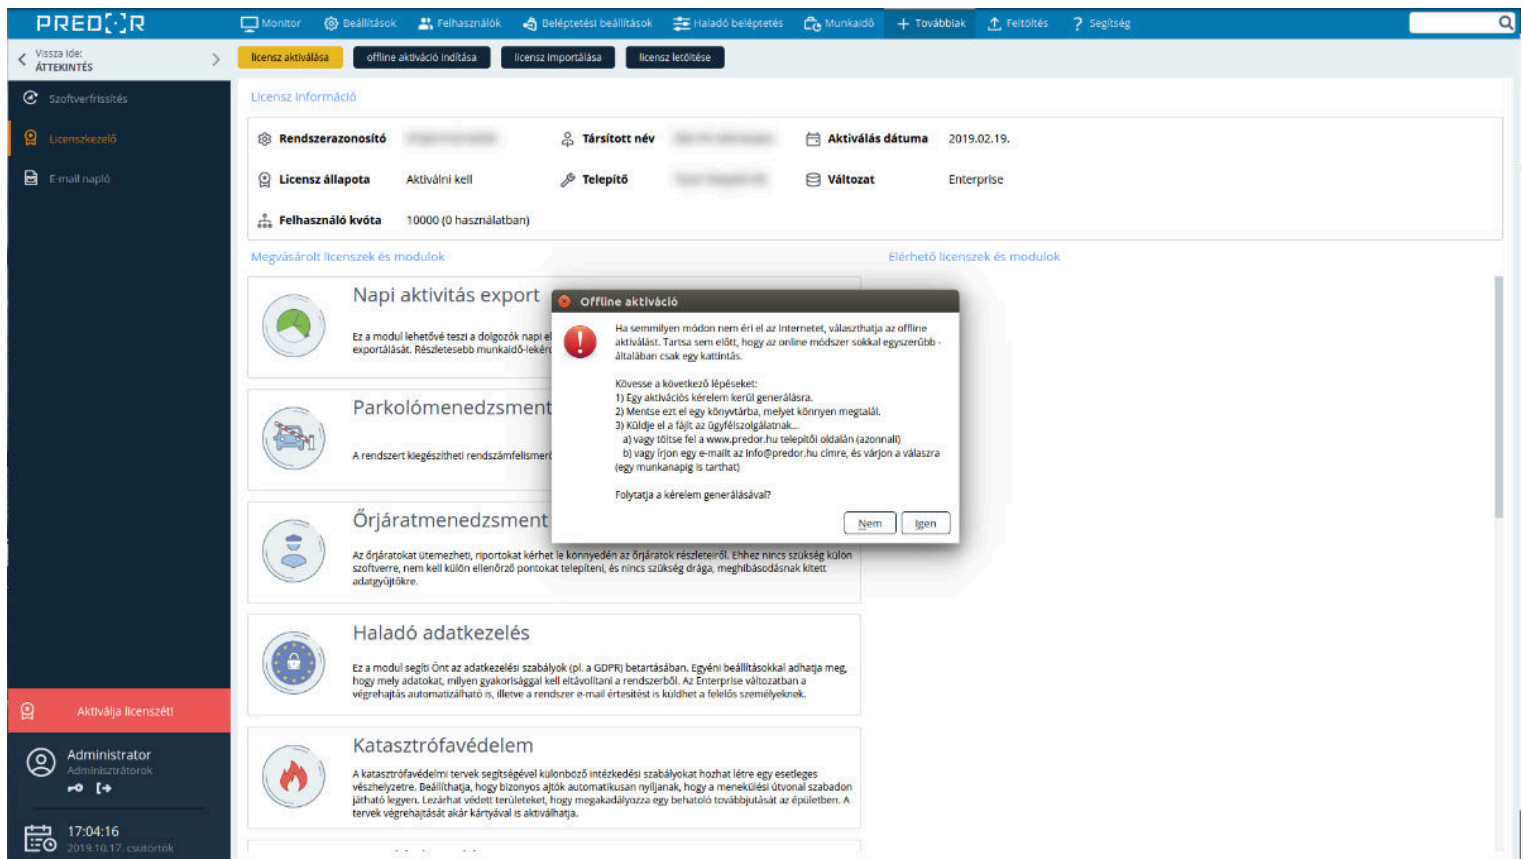 PRED[·]R
Monitor
Beállítások
Felhasználók
Beléptetési beállítások
Haladó beléptetés
Munkaidő
+ Továbbiak
Feltöltés
? Segítség
Vissza ide:
ÁTTEKINTÉS
licensz aktiválása
offline aktiváció indítása
licensz importálása
licensz letöltése
Szoftverfrissítés
Licenszkezelő
E-mail napló
Licensz információ
Rendszerazonosító
Társított név
Aktiválás dátuma 2019.02.19.
Licensz állapota Aktiválni kell
Telepítő
Változat Enterprise
Felhasználó kvóta 10000 (0 használatban)
Megvásárolt licenszek és modulok
Elérhető licenszek és modulok
Napi aktivitás export
Ez a modul lehetővé teszi a dolgozók napi
exportálását. Részletesebb
Parkolómenedzsment
A rendszert kiegészítheti
Őrjáratmenedzsment
Az őrjáratokat ütemezheti, riportokat kérhet le könnyedén az őrjáratok részleteiről. Ehhez nincs szükség külön
szoftverre, nem kell külön ellenőrző pontokat telepíteni, és nincs szükség drága, meghibásodásnak kitett
adatgyűjtőkre.
Haladó adatkezelés
Ez a modul segíti Önt az adatkezelési szabályok (pl. a GDPR) betartásában. Egyéni beállításokkal adhatja meg,
hogy mely adatokat, milyen gyakorisággal kell eltávolítani a rendszerből. Az Enterprise változatban a
végrehajtás automatizálható is, illetve a rendszer e-mail értesítést is küldhet a felelős személyeknek.
Katasztrófavédelem
A katasztrófavédelmi tervek segítségével különböző intézkedési szabályokat hozhat létre egy esetleges
vészhelyzetre. Beállíthatja, hogy bizonyos ajtók automatikusan nyíljanak, hogy a menekülési útvonal szabadon
játható legyen. Lezárhat védett területeket, hogy megakadályozza egy behatoló továbbjutását az épületben. A
tervek végrehajtását akár kártyával is aktiválhatja.
Offline aktiváció
Ha semmilyen módon nem éri el az Internetet, választhatja az offline
aktiválást. Tartsa sem előtt, hogy az online módszer sokkal egyszerűbb -
általában csak egy kattintás.
Kövesse a következő lépéseket:
1) Egy aktivációs kérelem kerül generálásra.
2) Mentse ezt el egy könyvtárba, melyet könnyen megtalál.
3) Küldje el a fájlt az ügyfélszolgálatnak...
a) vagy töltse fel a www.predor.hu telepítői oldalán (azonnali)
b) vagy írjon egy e-mailt az info@predor.hu címre, és várjon a válaszra
(egy munkanapig is tarthat)
Folytatja a kérelem generálásával?
Nem
Igen
Aktiválja licenszét!
Administrator
Adminisztrátorok
17:04:16
2019.10.17. csütörtök